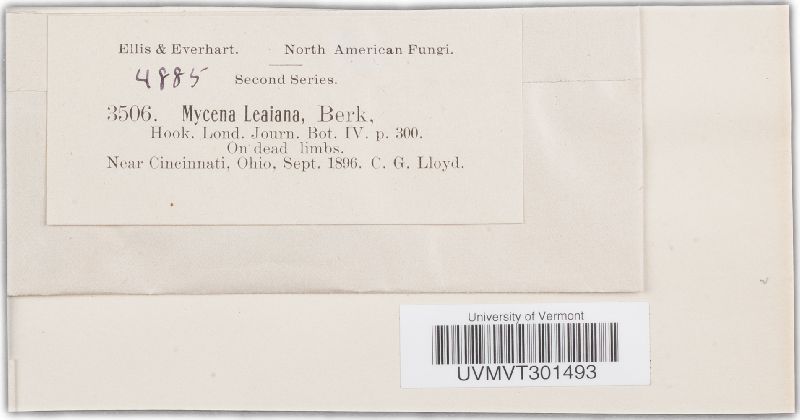 Ellis & Everhart. North American Fungi.
4885 Second Series.
3506. Mycena Leaiana, Berk,
Hook. Lond. Journ. Bot. IV. p. 300.
On dead limbs.
Near Cincinnati, Ohio, Sept. 1896. C. G. Lloyd.
University of Vermont
UVMVT301493